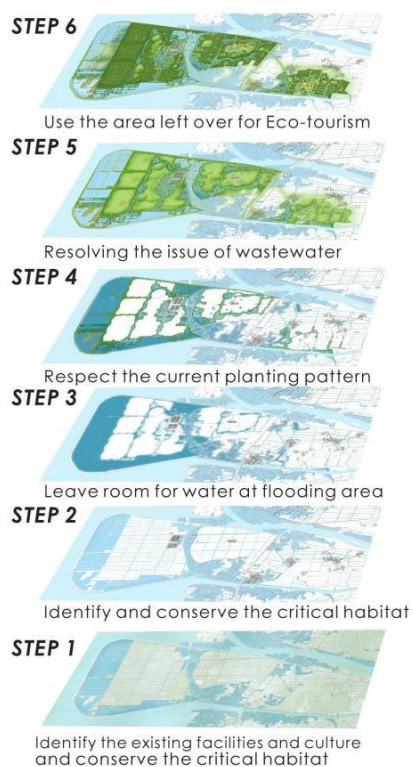 STEP 6
Use the area left over for Eco-tourism
STEP 5
Resolving the issue of wastewater
STEP 4
Respect the current planting pattern
STEP 3
Leave room for water at flooding area
STEP 2
Identify and conserve the critical habitat
STEP 1
Identify the existing facilities and culture
and conserve the critical habitat